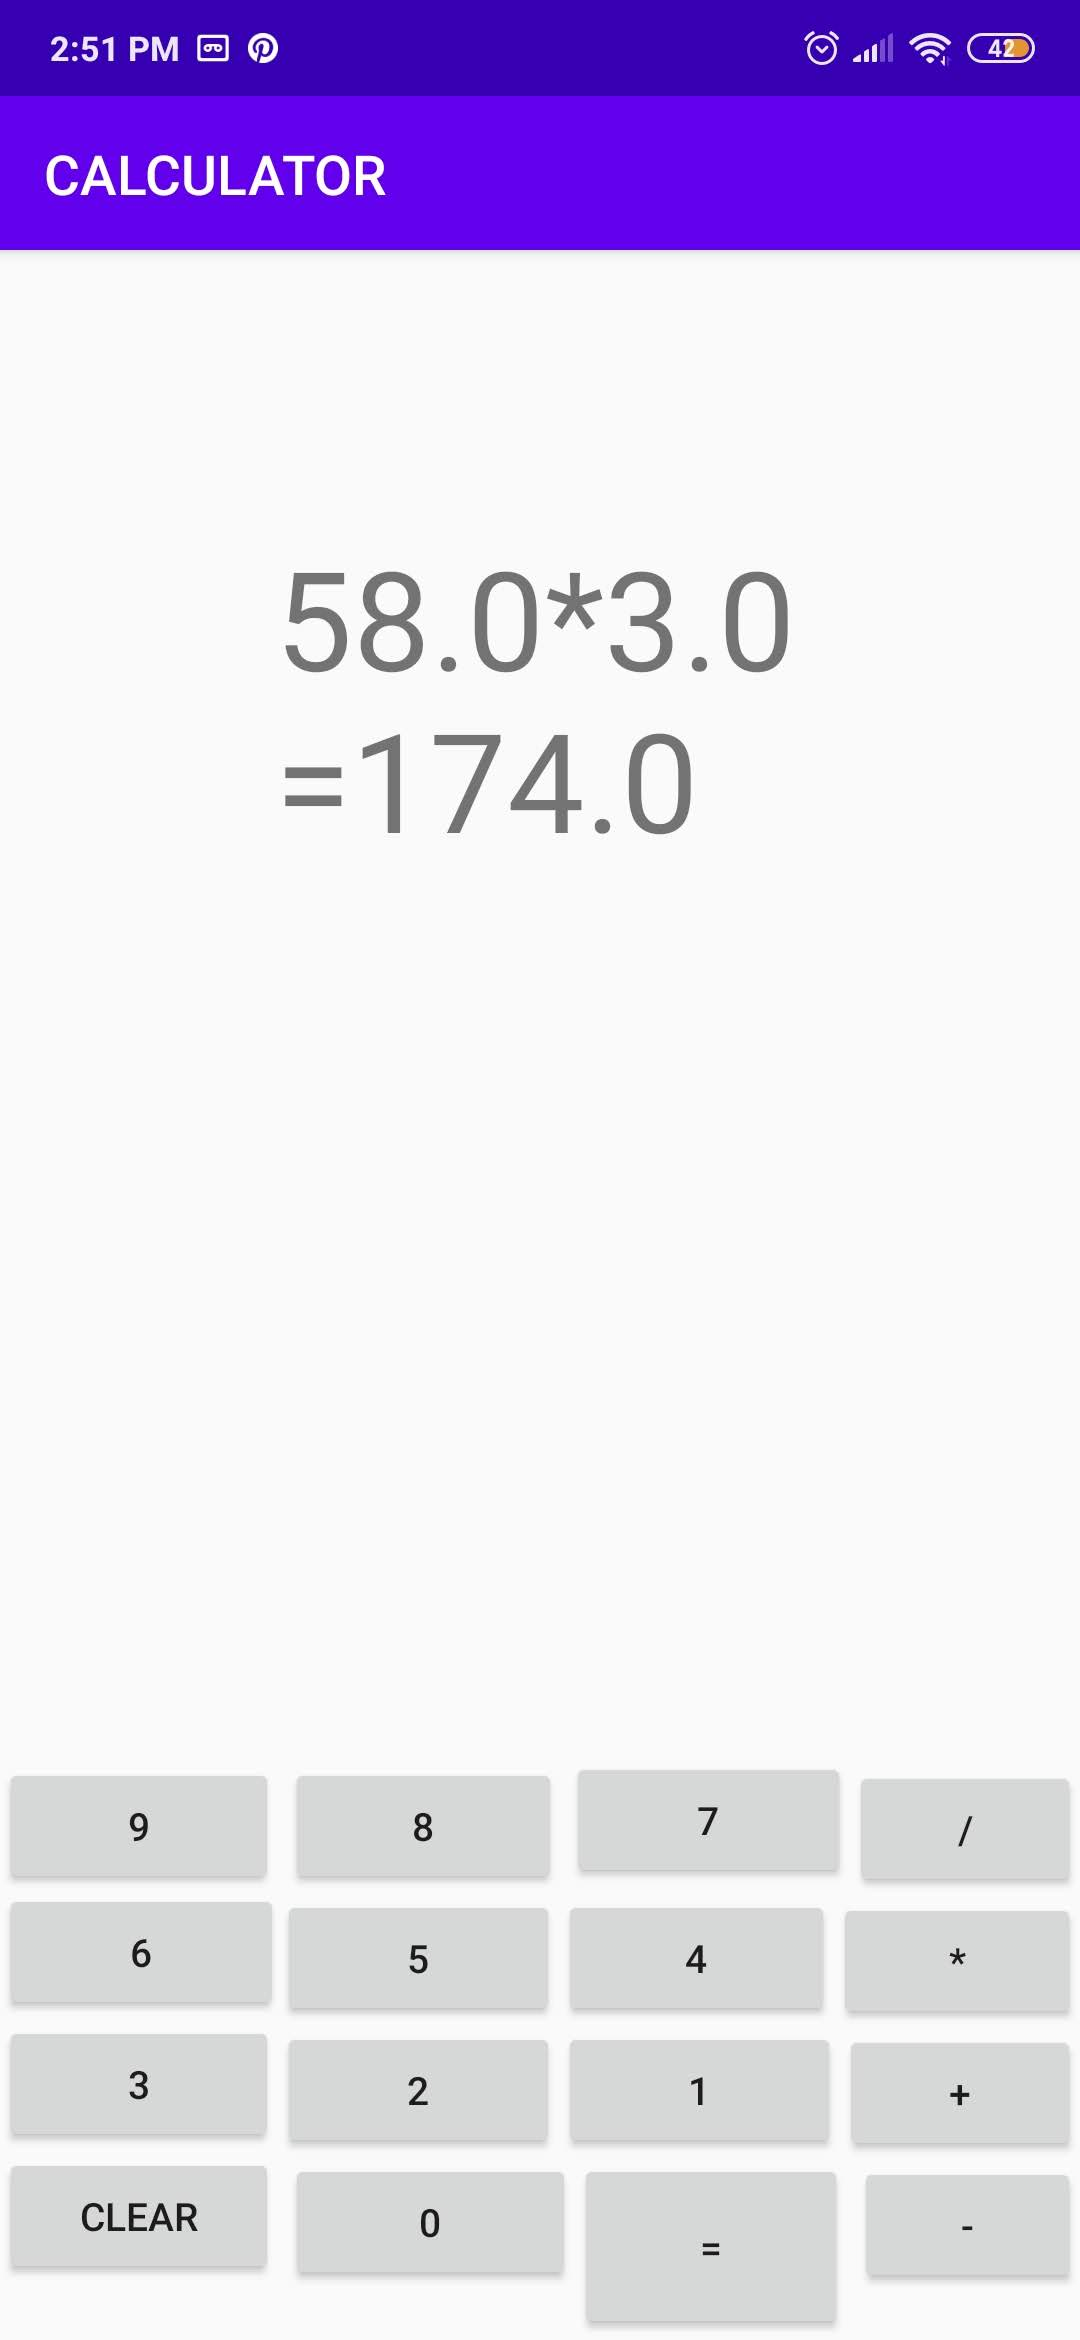 2:51 PM 42
CALCULATOR
58.0*3.0
=174.0
9 8 7 /
6 5 4 *
3 2 1 +
CLEAR 0 = -